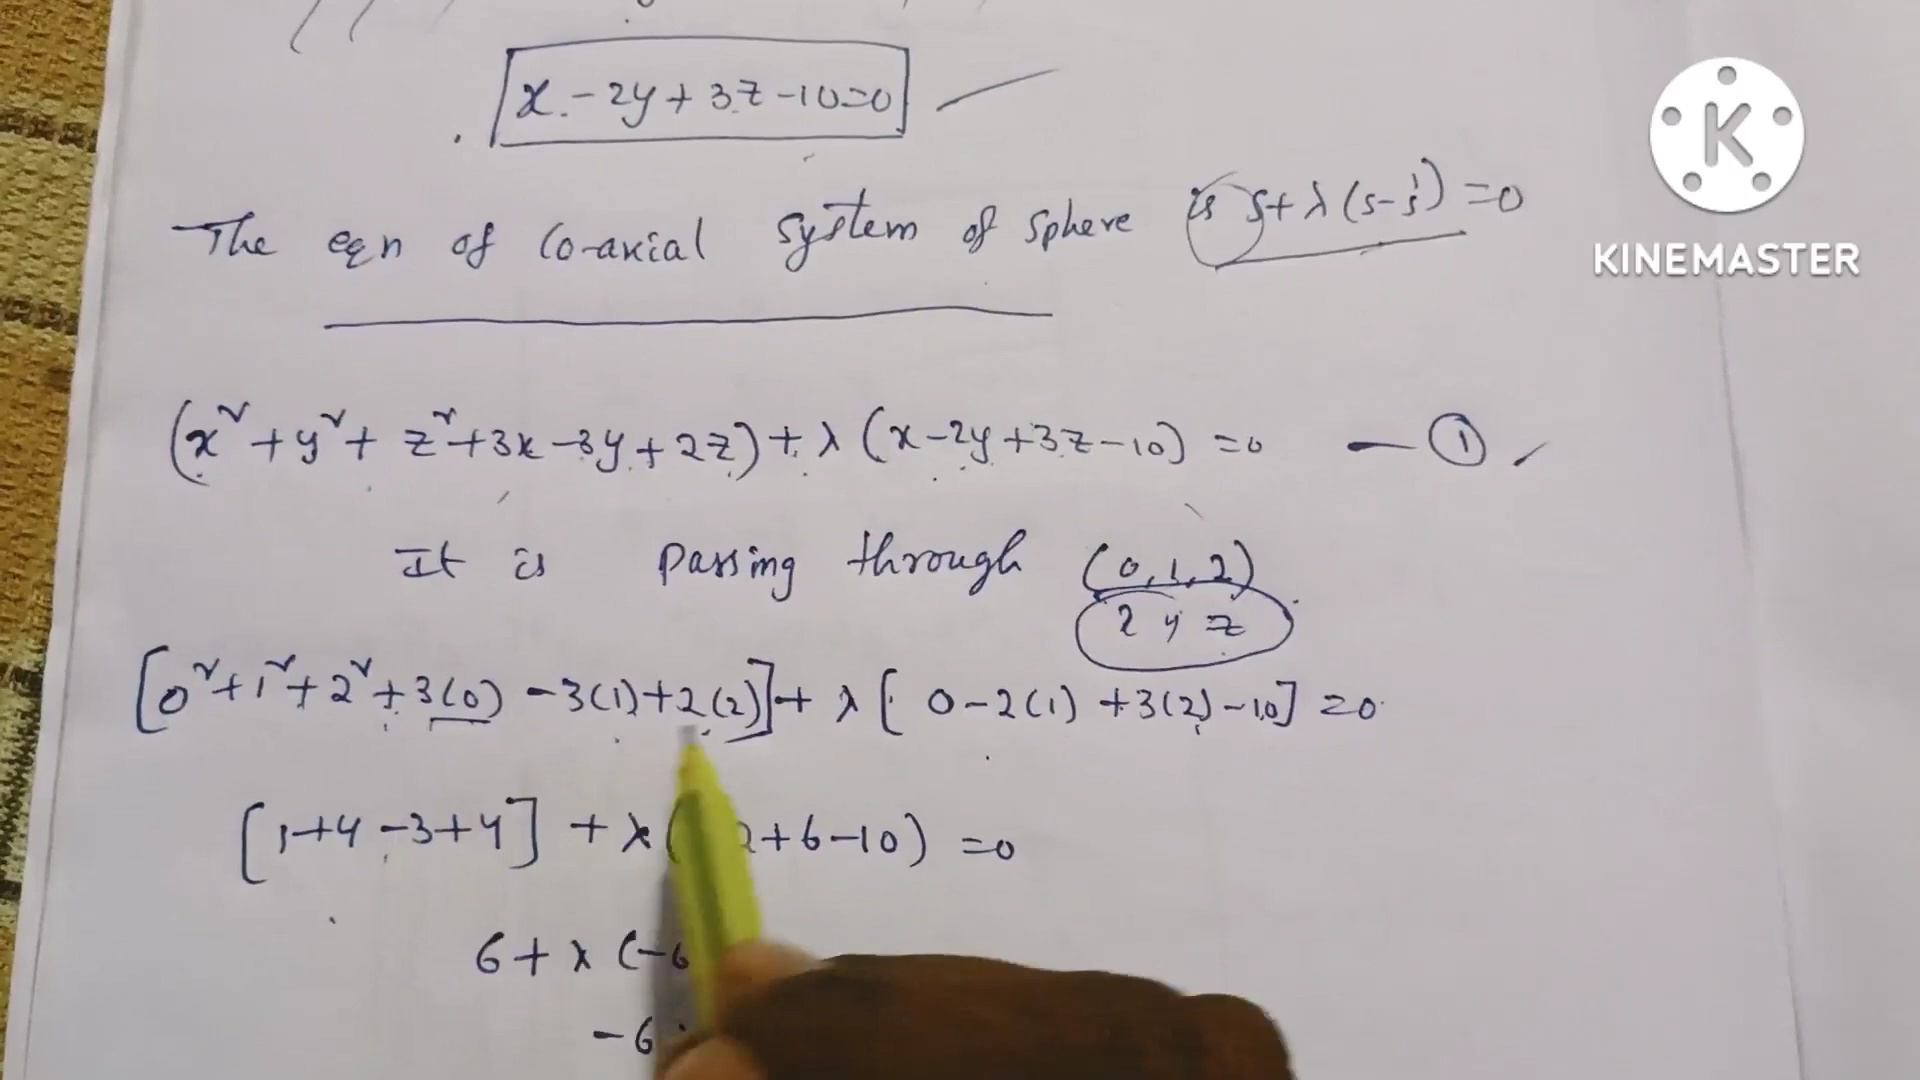 x - 2y + 3z - 10 = 0
The eqn of co-axial system of sphere is s + λ (s - s') = 0
(x² + y² + z² + 3x - 3y + 2z) + λ (x - 2y + 3z - 10) = 0 — ①
It is passing through (0, 1, 2)
x y z
[0² + 1² + 2² + 3(0) - 3(1) + 2(2)] + λ [0 - 2(1) + 3(2) - 10] = 0
[1 + 4 - 3 + 4] + λ ( 2 + 6 - 10) = 0
6 + λ (-6
-6
K
KINEMASTER